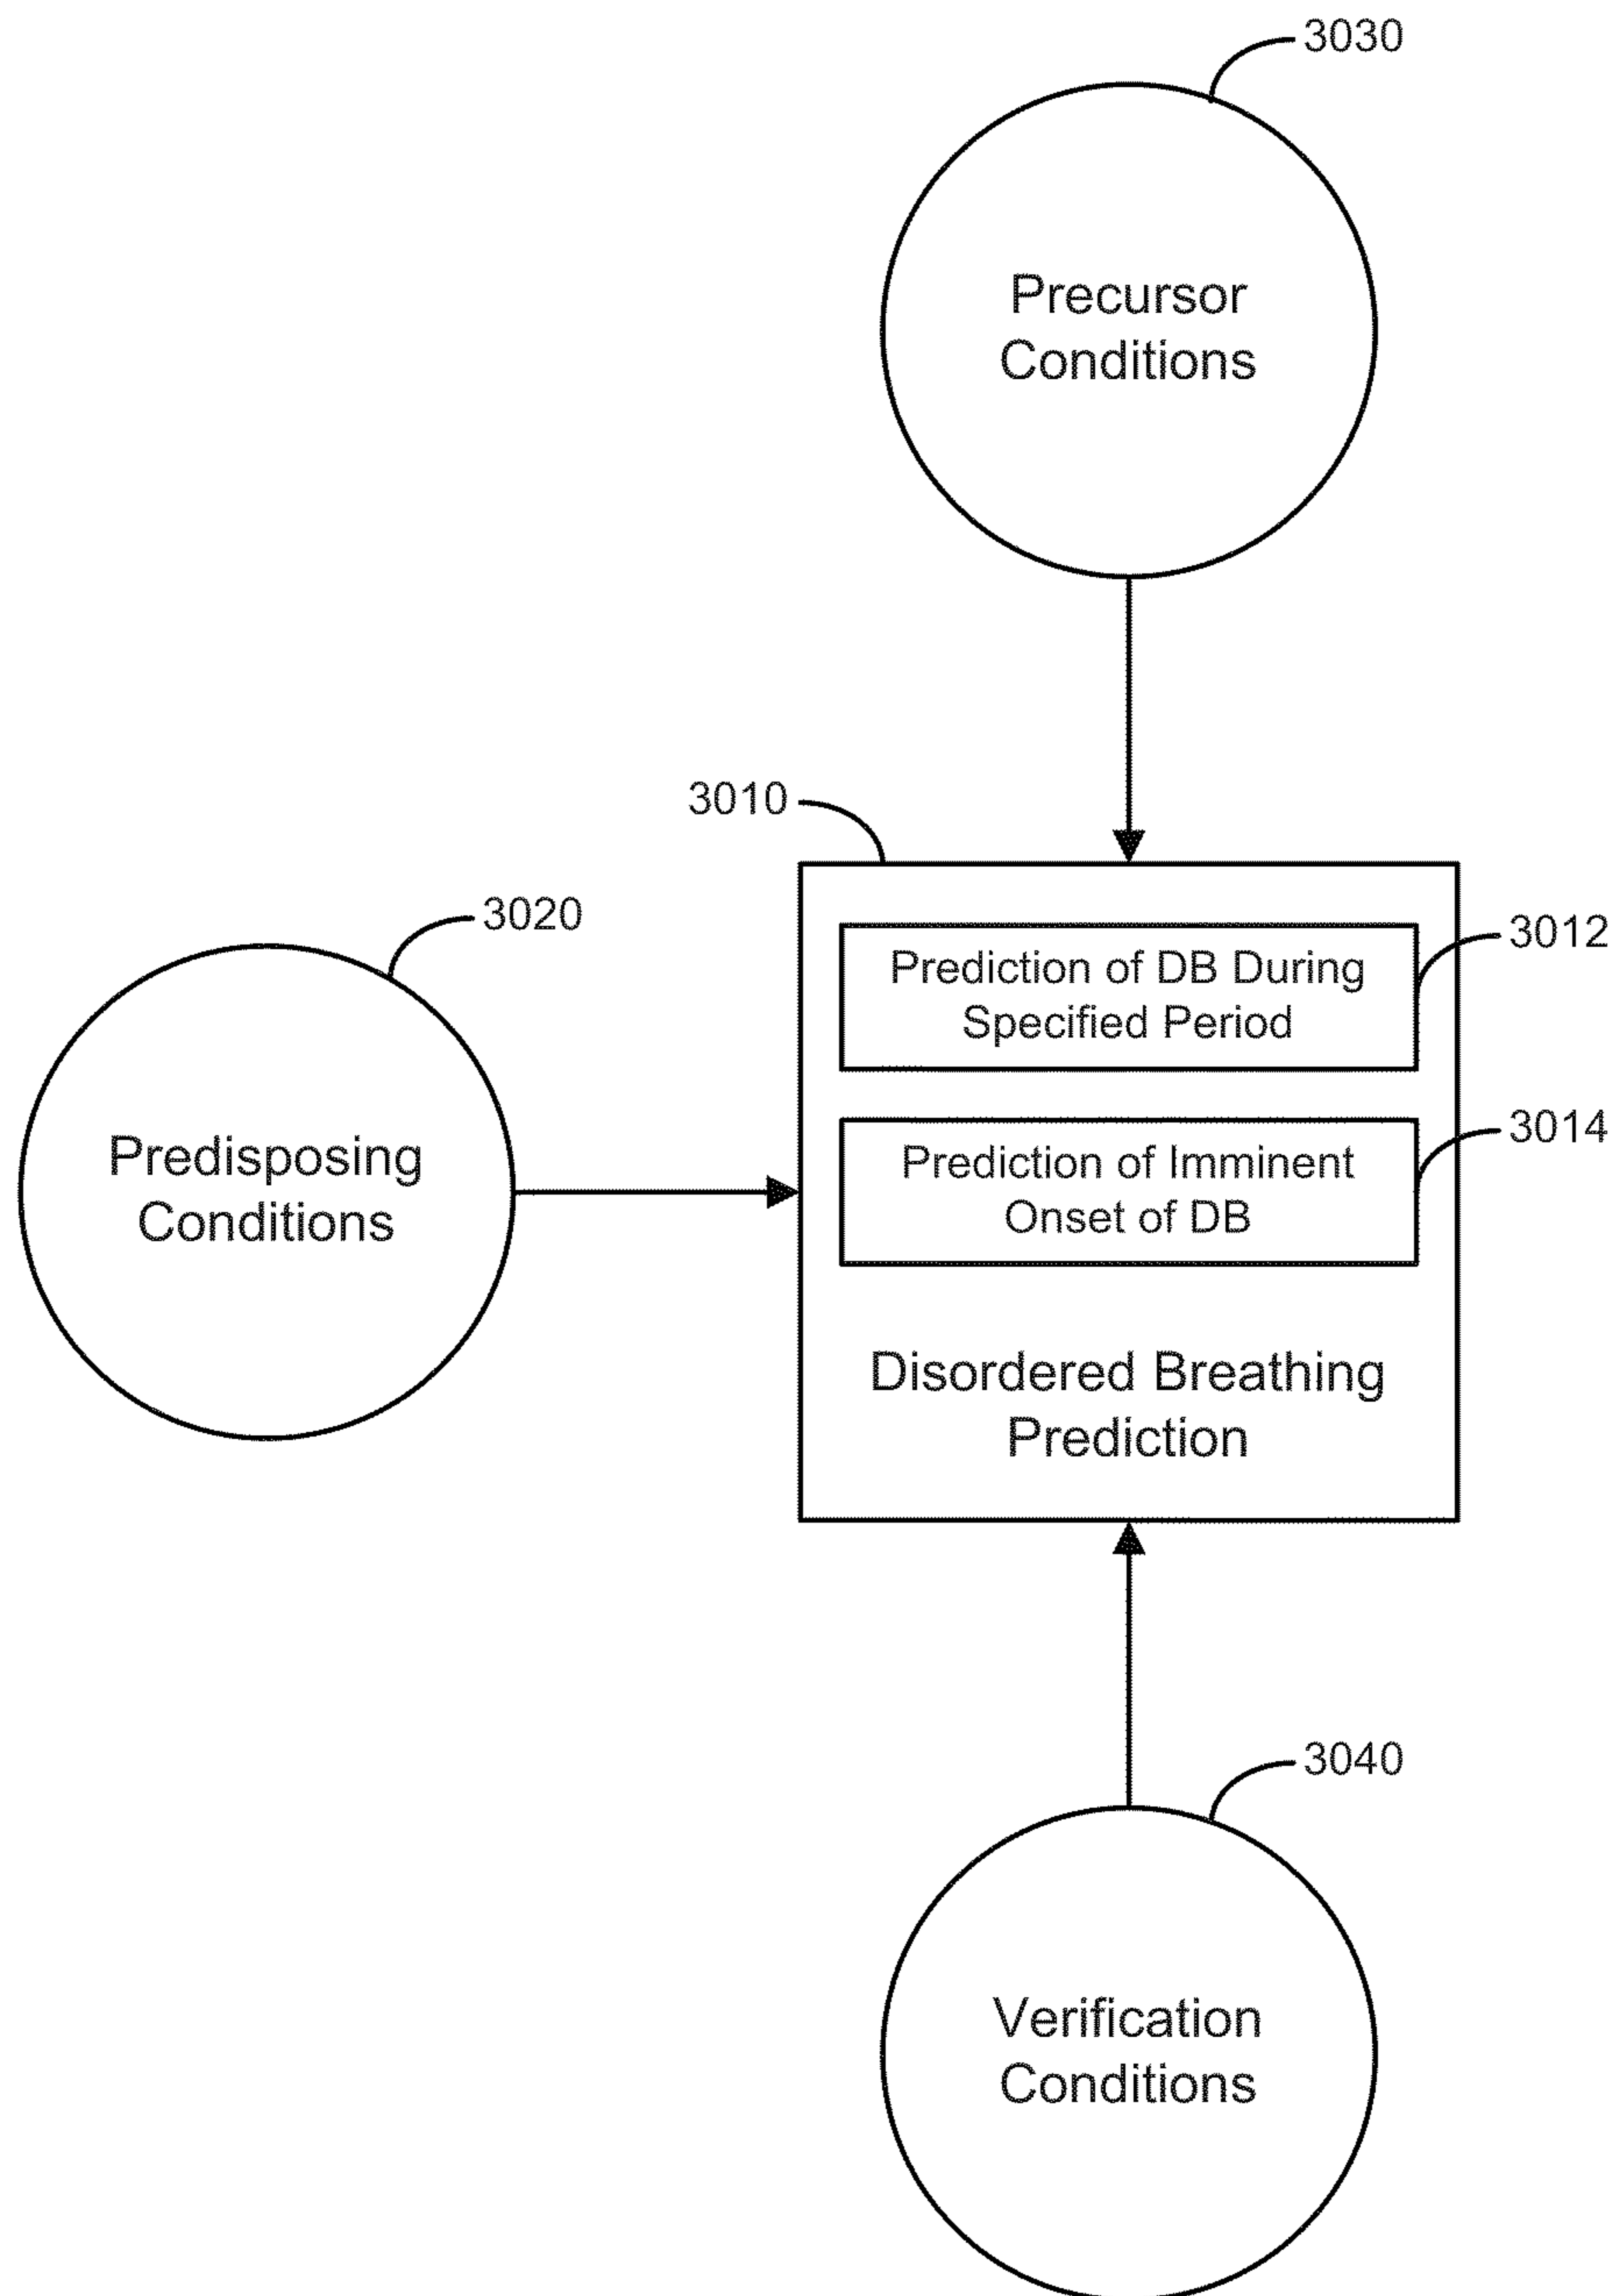 3030
Precursor
Conditions
3010
3020
3012
Prediction of DB During
Specified Period
3014
Prediction of Imminent
Onset of DB
Predisposing
Conditions
Disordered Breathing
Prediction
3040
Verification
Conditions